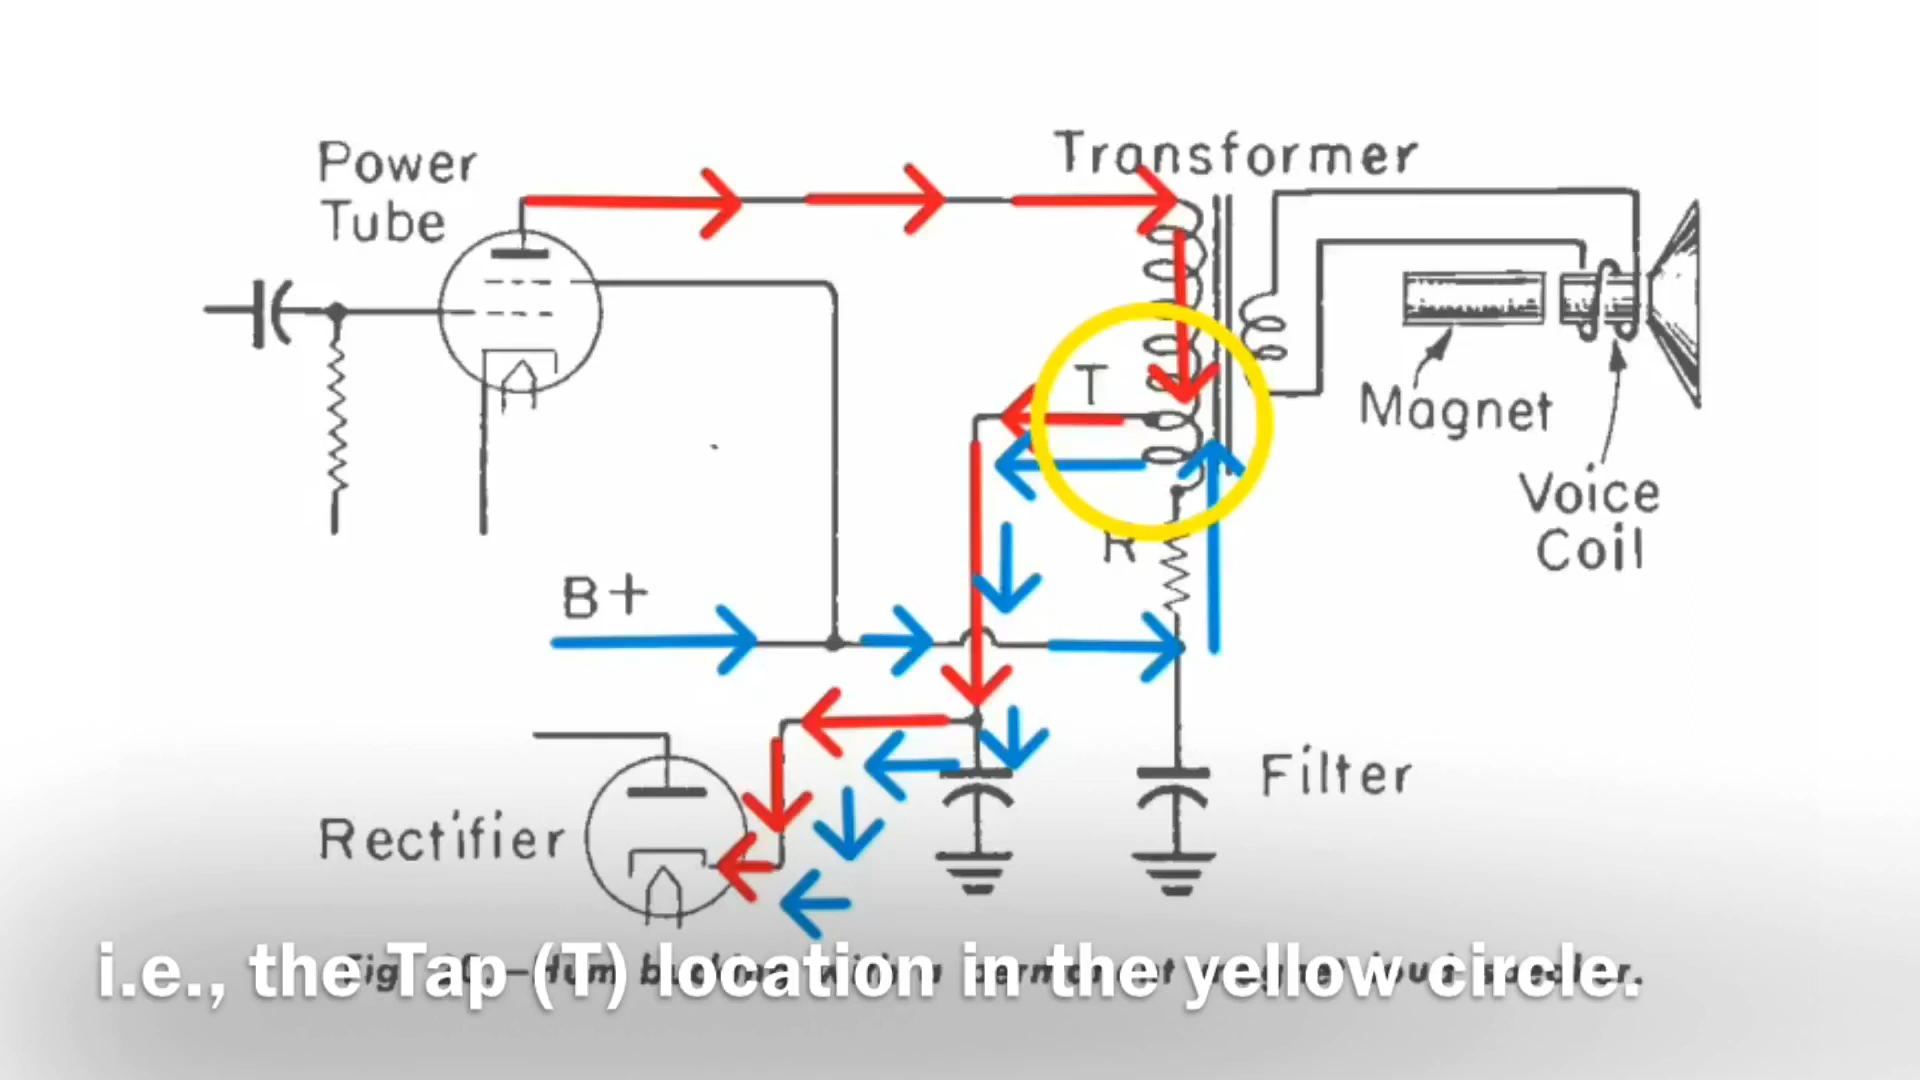 Power
Tube
Transformer
T
Magnet
Voice
Coil
R
B+
Filter
Rectifier
i.e., the Tap (T) location in the yellow circle.